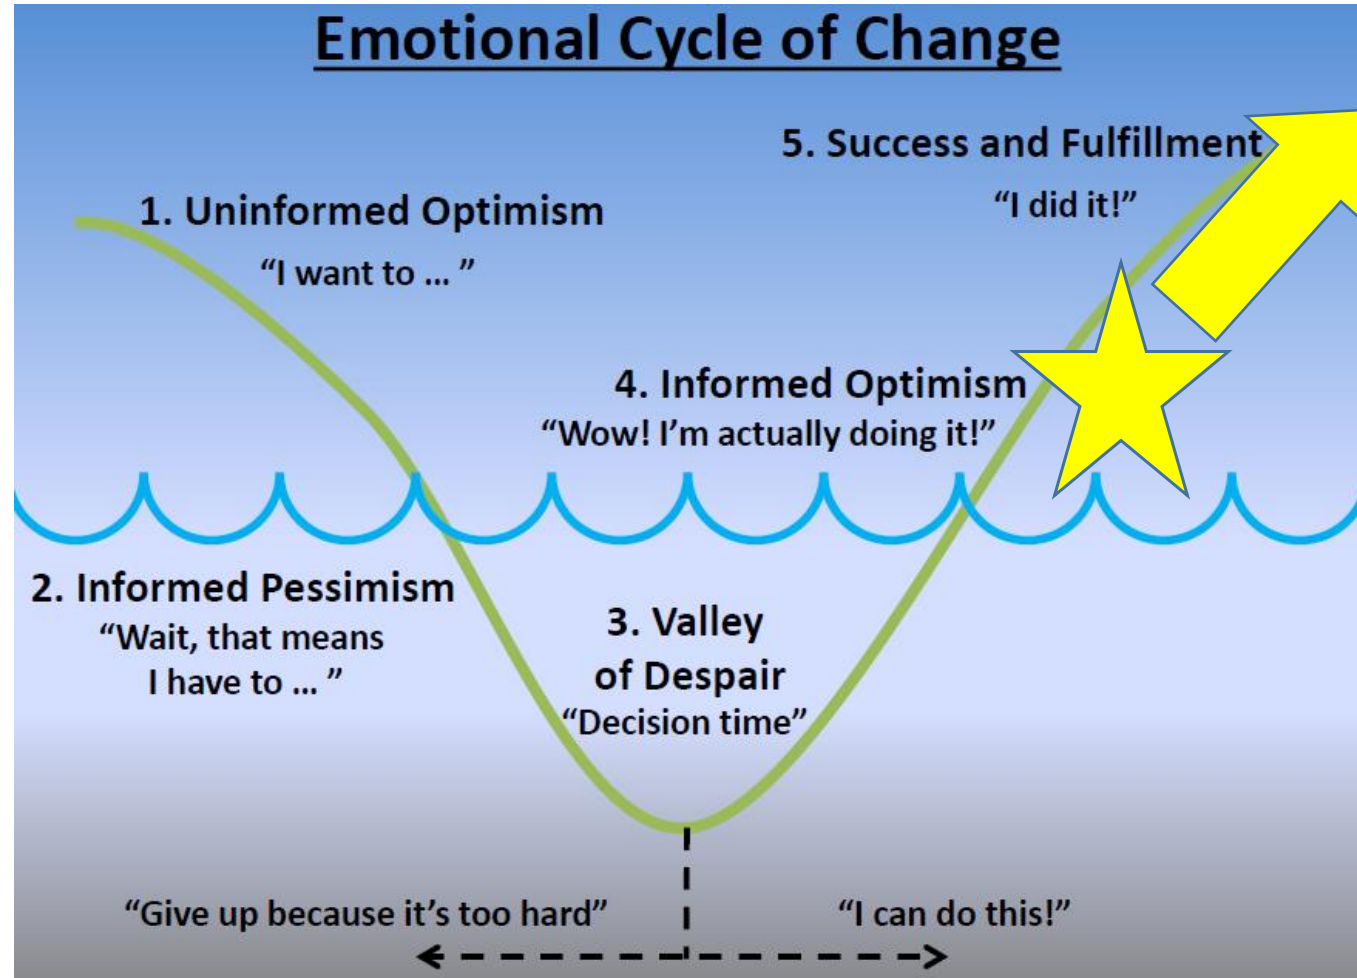 Emotional Cycle of Change
5. Success and Fulfillment
“I did it!”
1. Uninformed Optimism
“I want to ... ”
4. Informed Optimism
“Wow! I’m actually doing it!”
2. Informed Pessimism
“Wait, that means
I have to ... ”
3. Valley
of Despair
“Decision time”
“Give up because it’s too hard”
“I can do this!”